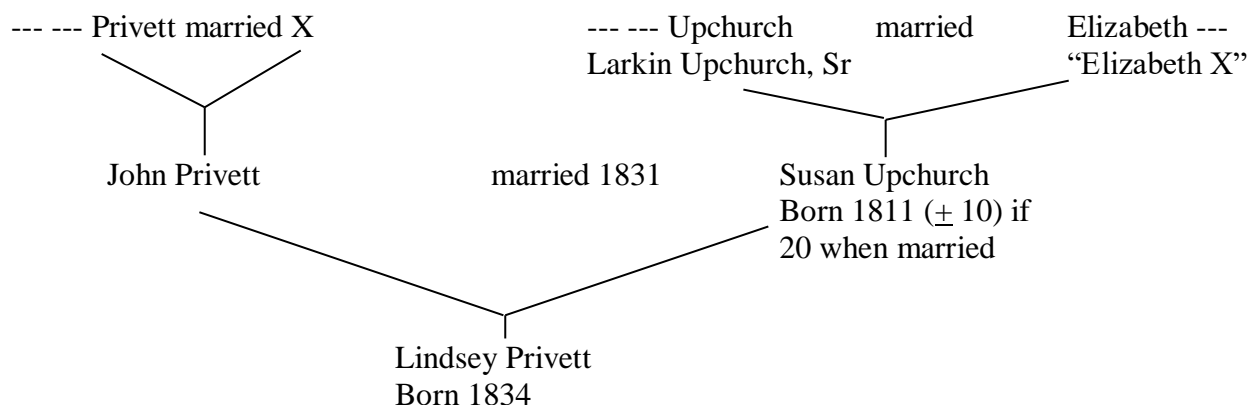 --- --- Privett married X --- --- Upchurch married Elizabeth ---
Larkin Upchurch, Sr “Elizabeth X”
John Privett married 1831 Susan Upchurch
Born 1811 (± 10) if
20 when married
Lindsey Privett
Born 1834